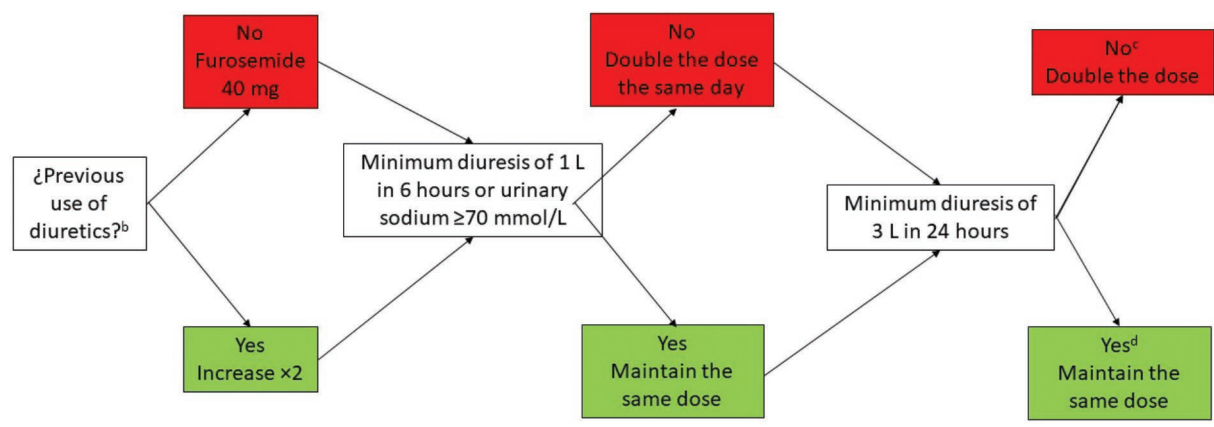 ¿Previous
use of
diuretics?ᵇ
No
Furosemide
40 mg
Yes
Increase ×2
Minimum diuresis of 1 L
in 6 hours or urinary
sodium ≥70 mmol/L
No
Double the dose
the same day
Yes
Maintain the
same dose
Minimum diuresis of
3 L in 24 hours
Noᶜ
Double the dose
Yesᵈ
Maintain the
same dose